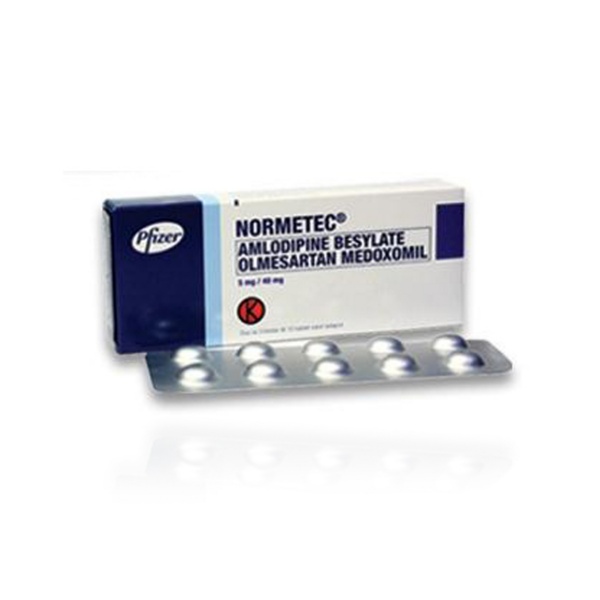 Pfizer
NORMETEC®
AMLODIPINE BESYLATE
OLMESARTAN MEDOXOMIL
5 mg / 40 mg
K